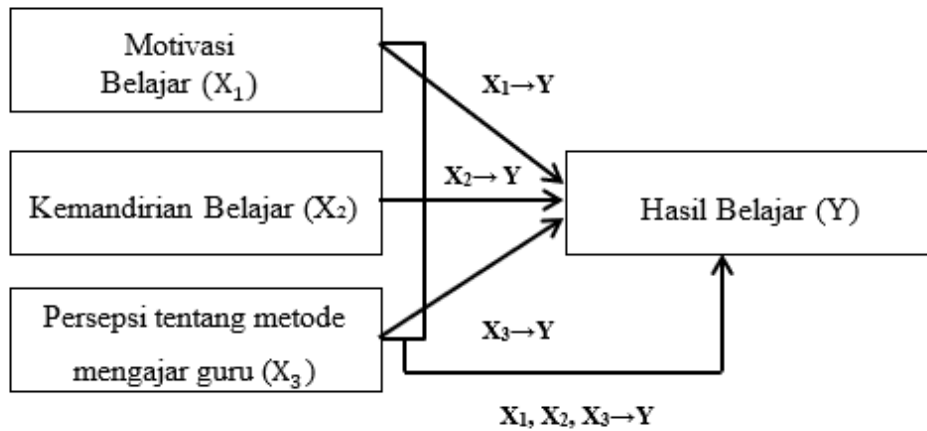 Motivasi
Belajar (X₁)
X₁→Y
Kemandirian Belajar (X₂)
X₂→ Y
Hasil Belajar (Y)
Persepsi tentang metode
mengajar guru (X₃)
X₃→Y
X₁, X₂, X₃→Y